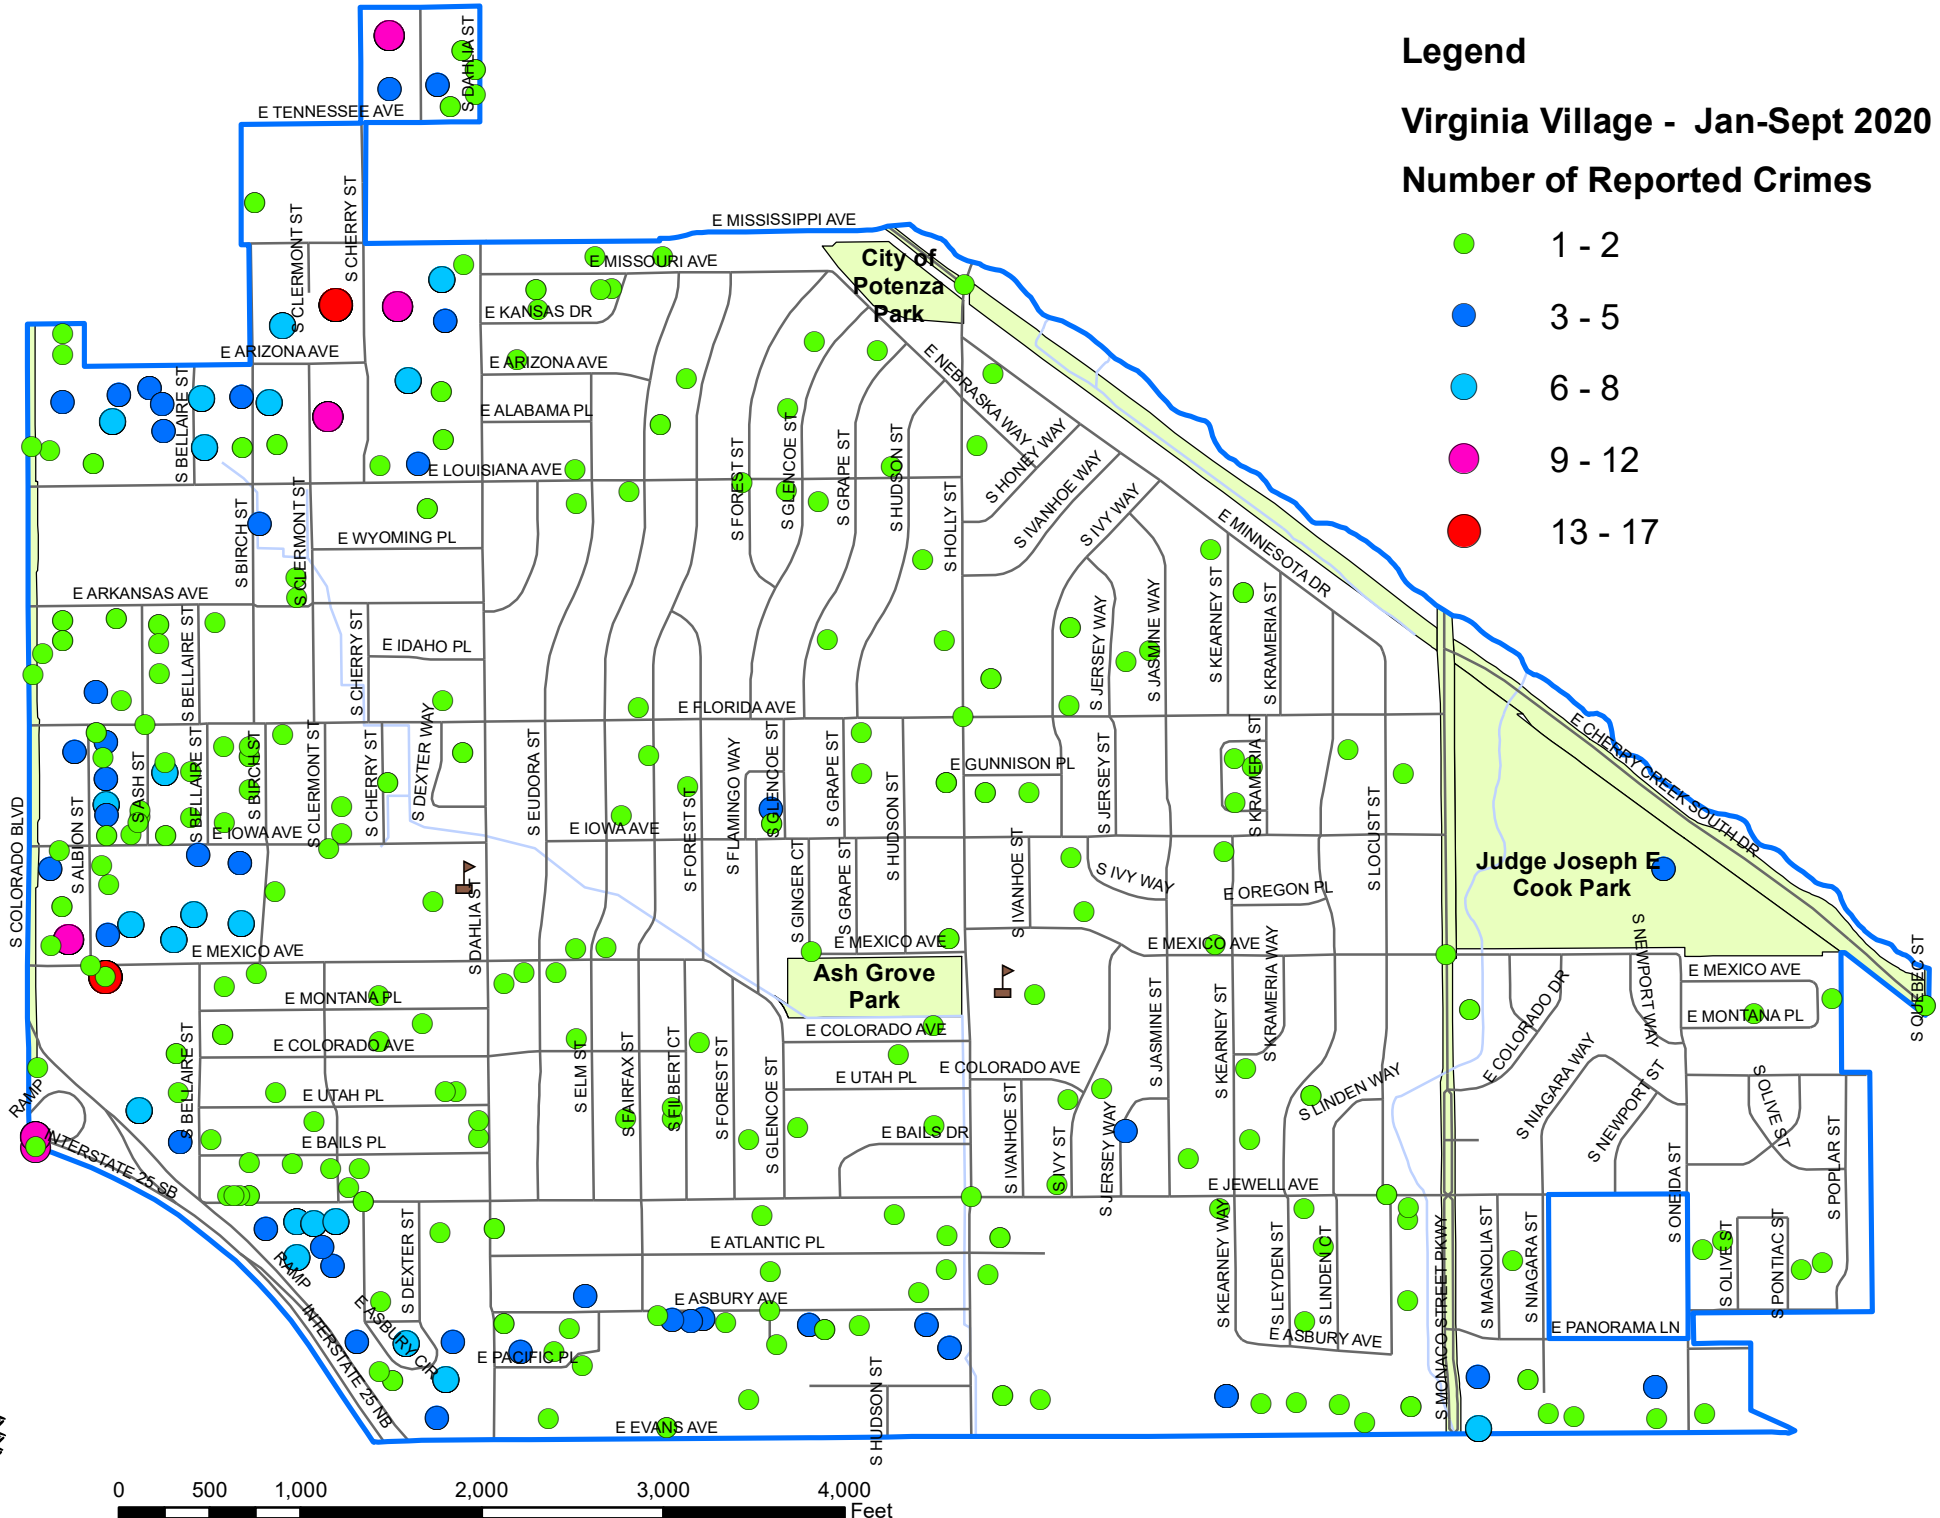 Legend
Virginia Village - Jan-Sept 2020
Number of Reported Crimes
1 - 2
3 - 5
6 - 8
9 - 12
13 - 17
S DAHLIA ST
E TENNESSEE AVE
S CLERMONT ST
S CHERRY ST
E MISSISSIPPI AVE
E MISSOURI AVE
City of
Potenza
Park
E KANSAS DR
E ARIZONA AVE
E ARIZONA AVE
E NEBRASKA WAY
S BELLAIRE ST
E ALABAMA PL
S FOREST ST
S GLENCOE ST
S GRAPE ST
S HUDSON ST
S HONEY WAY
E LOUISIANA AVE
S HOLLY ST
S IVANHOE WAY
S IVY WAY
E MINNESOTA DR
S BIRCH ST
S CLERMONT ST
E WYOMING PL
E ARKANSAS AVE
S BELLAIRE ST
S CHERRY ST
E IDAHO PL
S JERSEY WAY
S JASMINE WAY
S KEARNEY ST
S KRAMERIA ST
E FLORIDA AVE
S COLORADO BLVD
S ALBION ST
S ASH ST
S BELLAIRE ST
S BIRCH ST
S CLERMONT ST
S CHERRY ST
S DEXTER WAY
S EUDORA ST
S FOREST ST
S FLAMINGO WAY
S GLENCOE ST
S GRAPE ST
S HUDSON ST
E GUNNISON PL
S JERSEY ST
S KRAMERIA ST
S LOCUST ST
E CHERRY CREEK SOUTH DR
E IOWA AVE
E IOWA AVE
Judge Joseph E
Cook Park
S DAHLIA ST
S GINGER CT
S GRAPE ST
S IVANHOE ST
S IVY WAY
E OREGON PL
E MEXICO AVE
E MEXICO AVE
E MEXICO AVE
S KRAMERIA WAY
S NEWPORT WAY
E MEXICO AVE
S QUEBEC ST
Ash Grove
Park
E MONTANA PL
E MONTANA PL
E COLORADO DR
E COLORADO AVE
E COLORADO AVE
E COLORADO AVE
S BELLAIRE ST
S ELM ST
S FAIRFAX ST
S FILBERT CT
S FOREST ST
S GLENCOE ST
S JASMINE ST
S KEARNEY ST
S NIAGARA WAY
S NEWPORT ST
S OLIVE ST
RAMP
E UTAH PL
E UTAH PL
S LINDEN WAY
E BAILS PL
E BAILS DR
S IVANHOE ST
S IVY ST
S JERSEY WAY
S ONEIDA ST
S POPLAR ST
INTERSTATE 25 SB
E JEWELL AVE
S DEXTER ST
E ATLANTIC PL
S KEARNEY WAY
S LEYDEN ST
S LINDEN CT
S MONACO STREET PKWY
S MAGNOLIA ST
S NIAGARA ST
S OLIVE ST
S PONTIAC ST
RAMP
E ASBURY CIR
E ASBURY AVE
E ASBURY AVE
E PANORAMA LN
INTERSTATE 25 NB
E PACIFIC PL
S HUDSON ST
E EVANS AVE
0 500 1,000 2,000 3,000 4,000
Feet